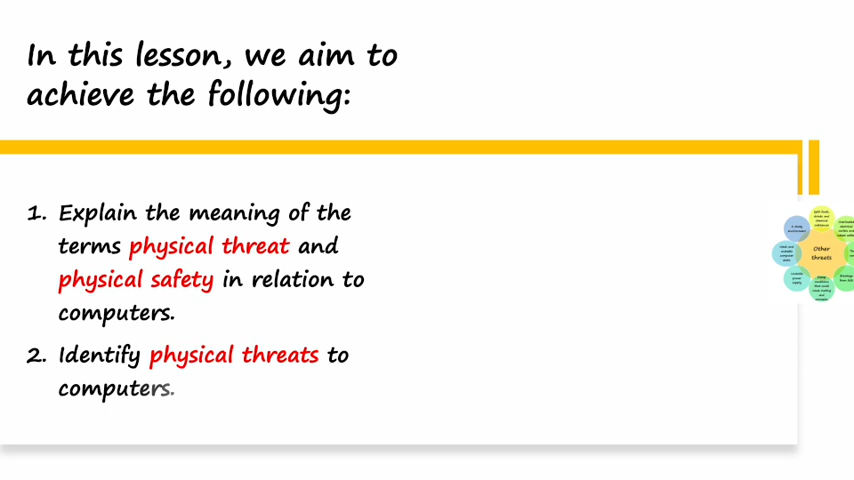 In this lesson, we aim to
achieve the following:
1. Explain the meaning of the
terms physical threat and
physical safety in relation to
computers.
2. Identify physical threats to
computers.
Other
threats